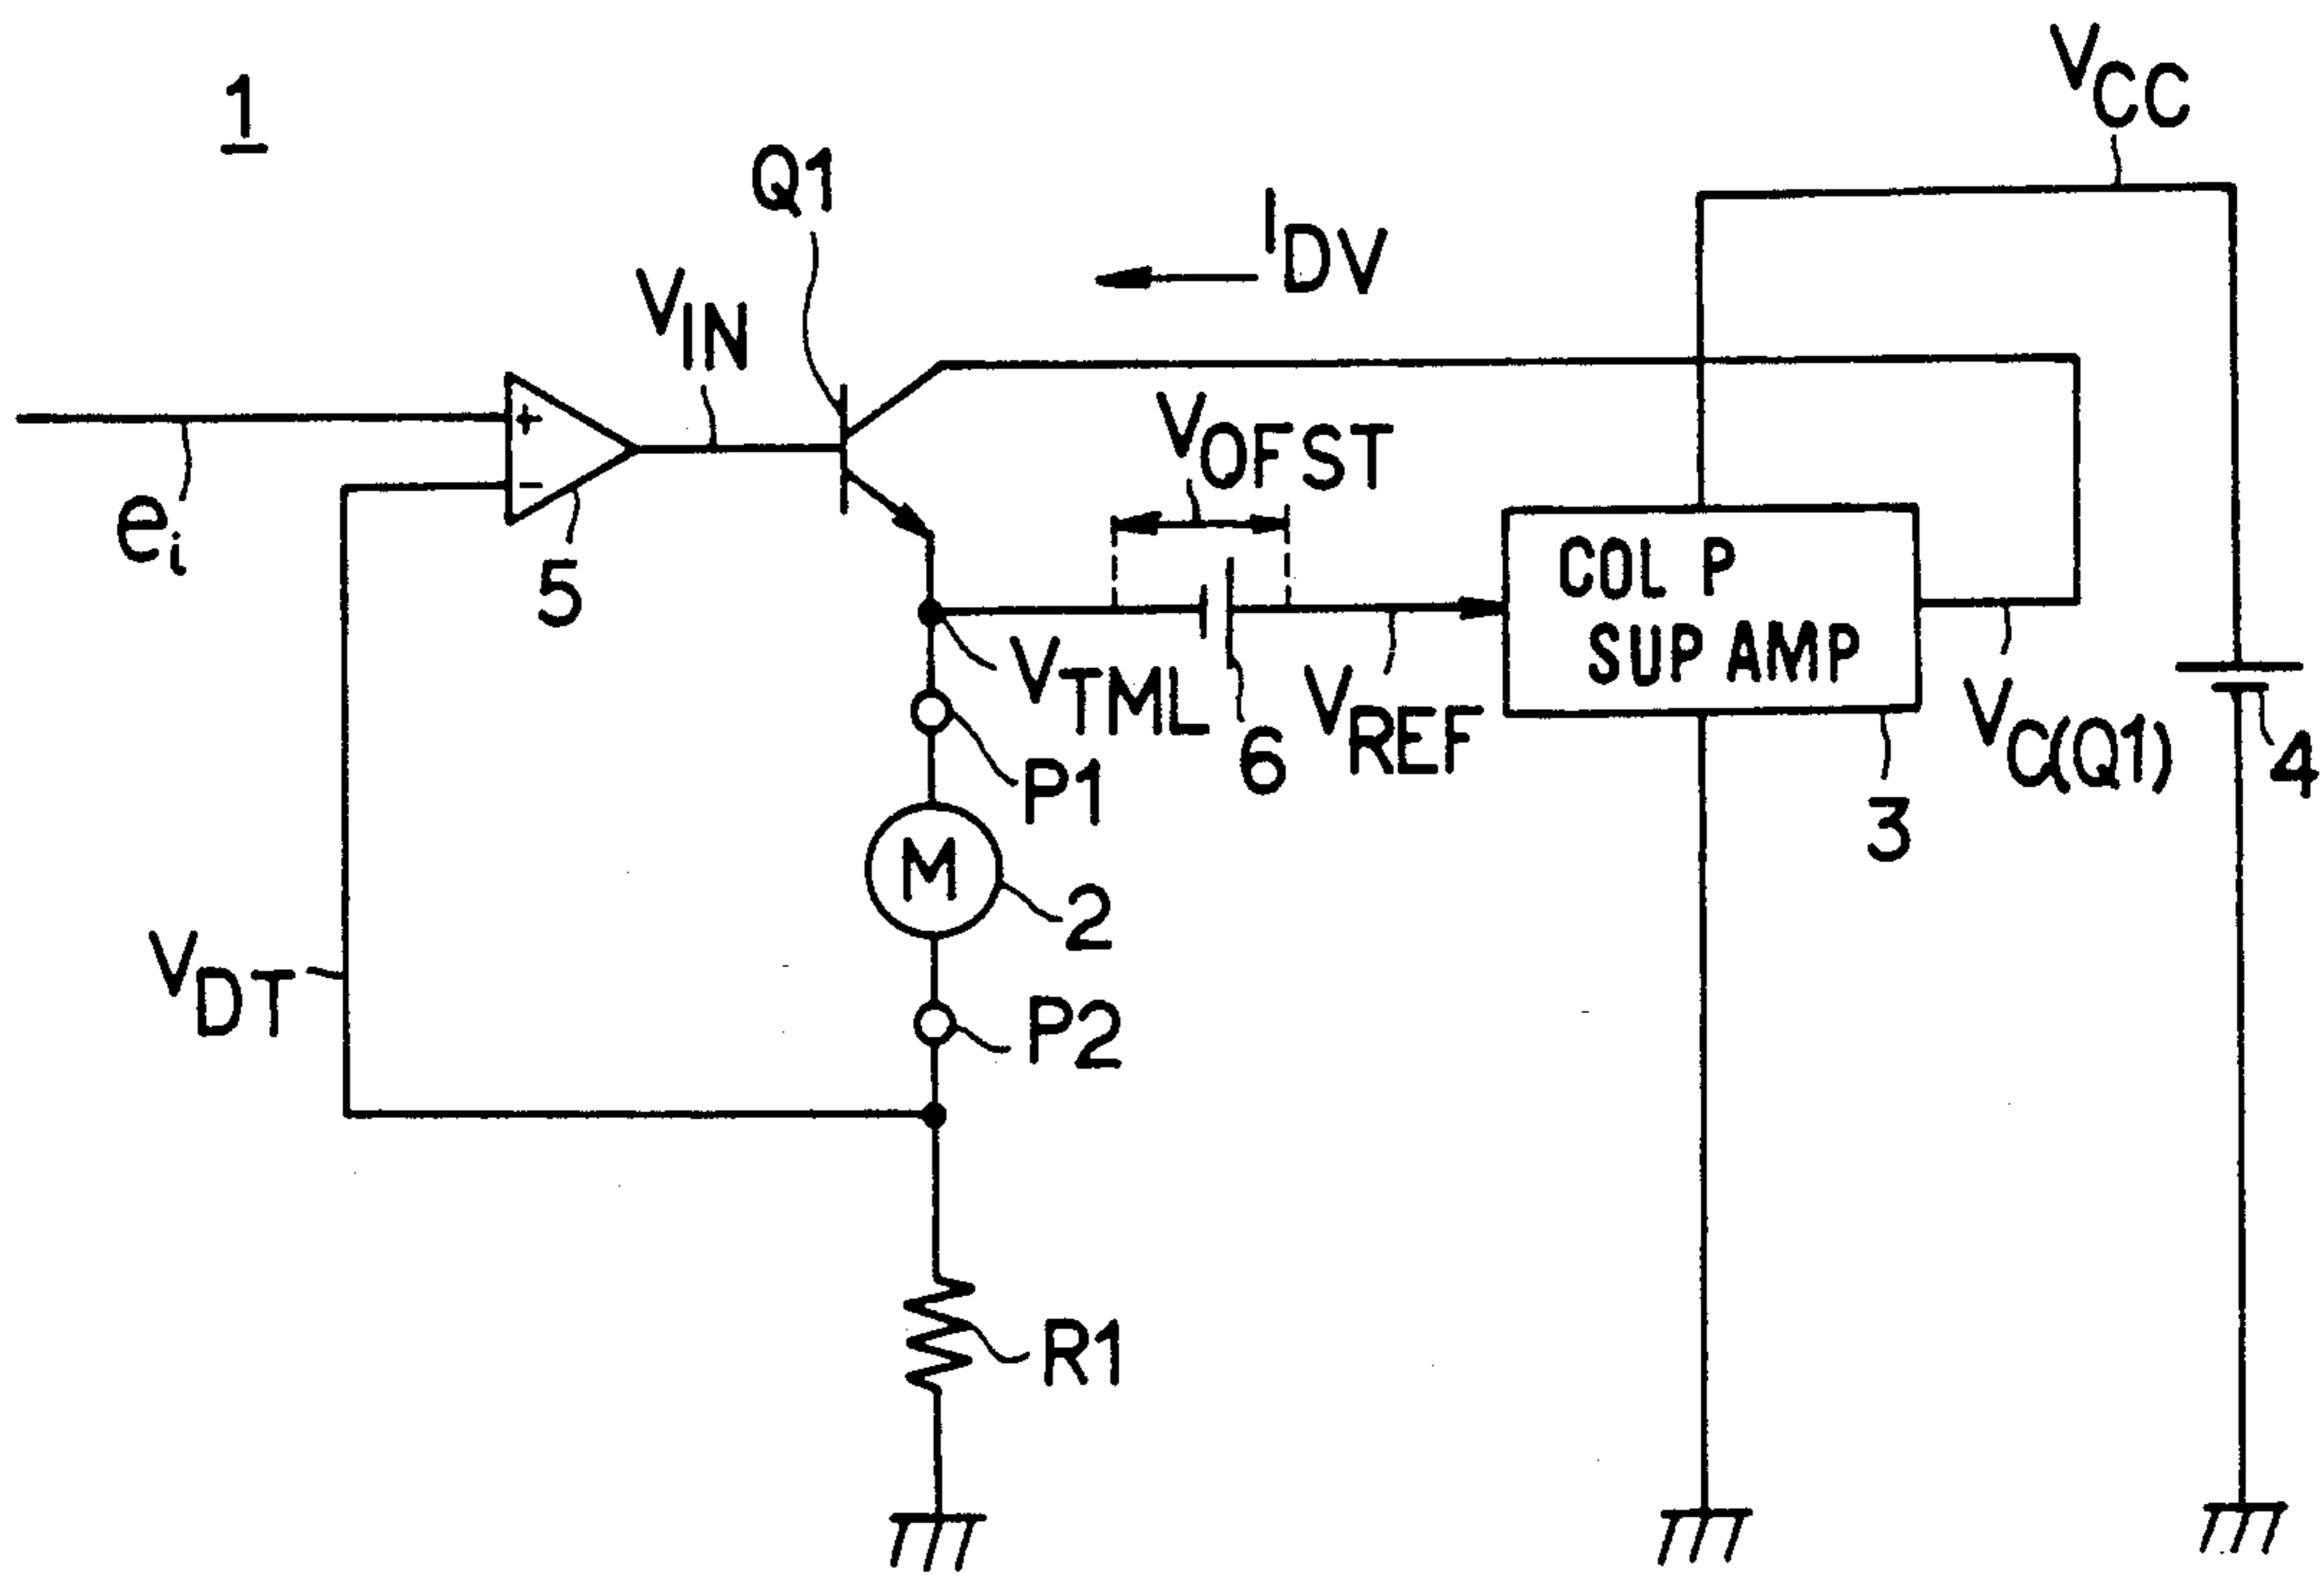 1
VCC
Q1
IDV
VIN
VOFST
+
-
ei
5
COL P
SUP AMP
VTML
VREF
6
VC(Q1)
4
P1
3
M
2
VDT
P2
R1